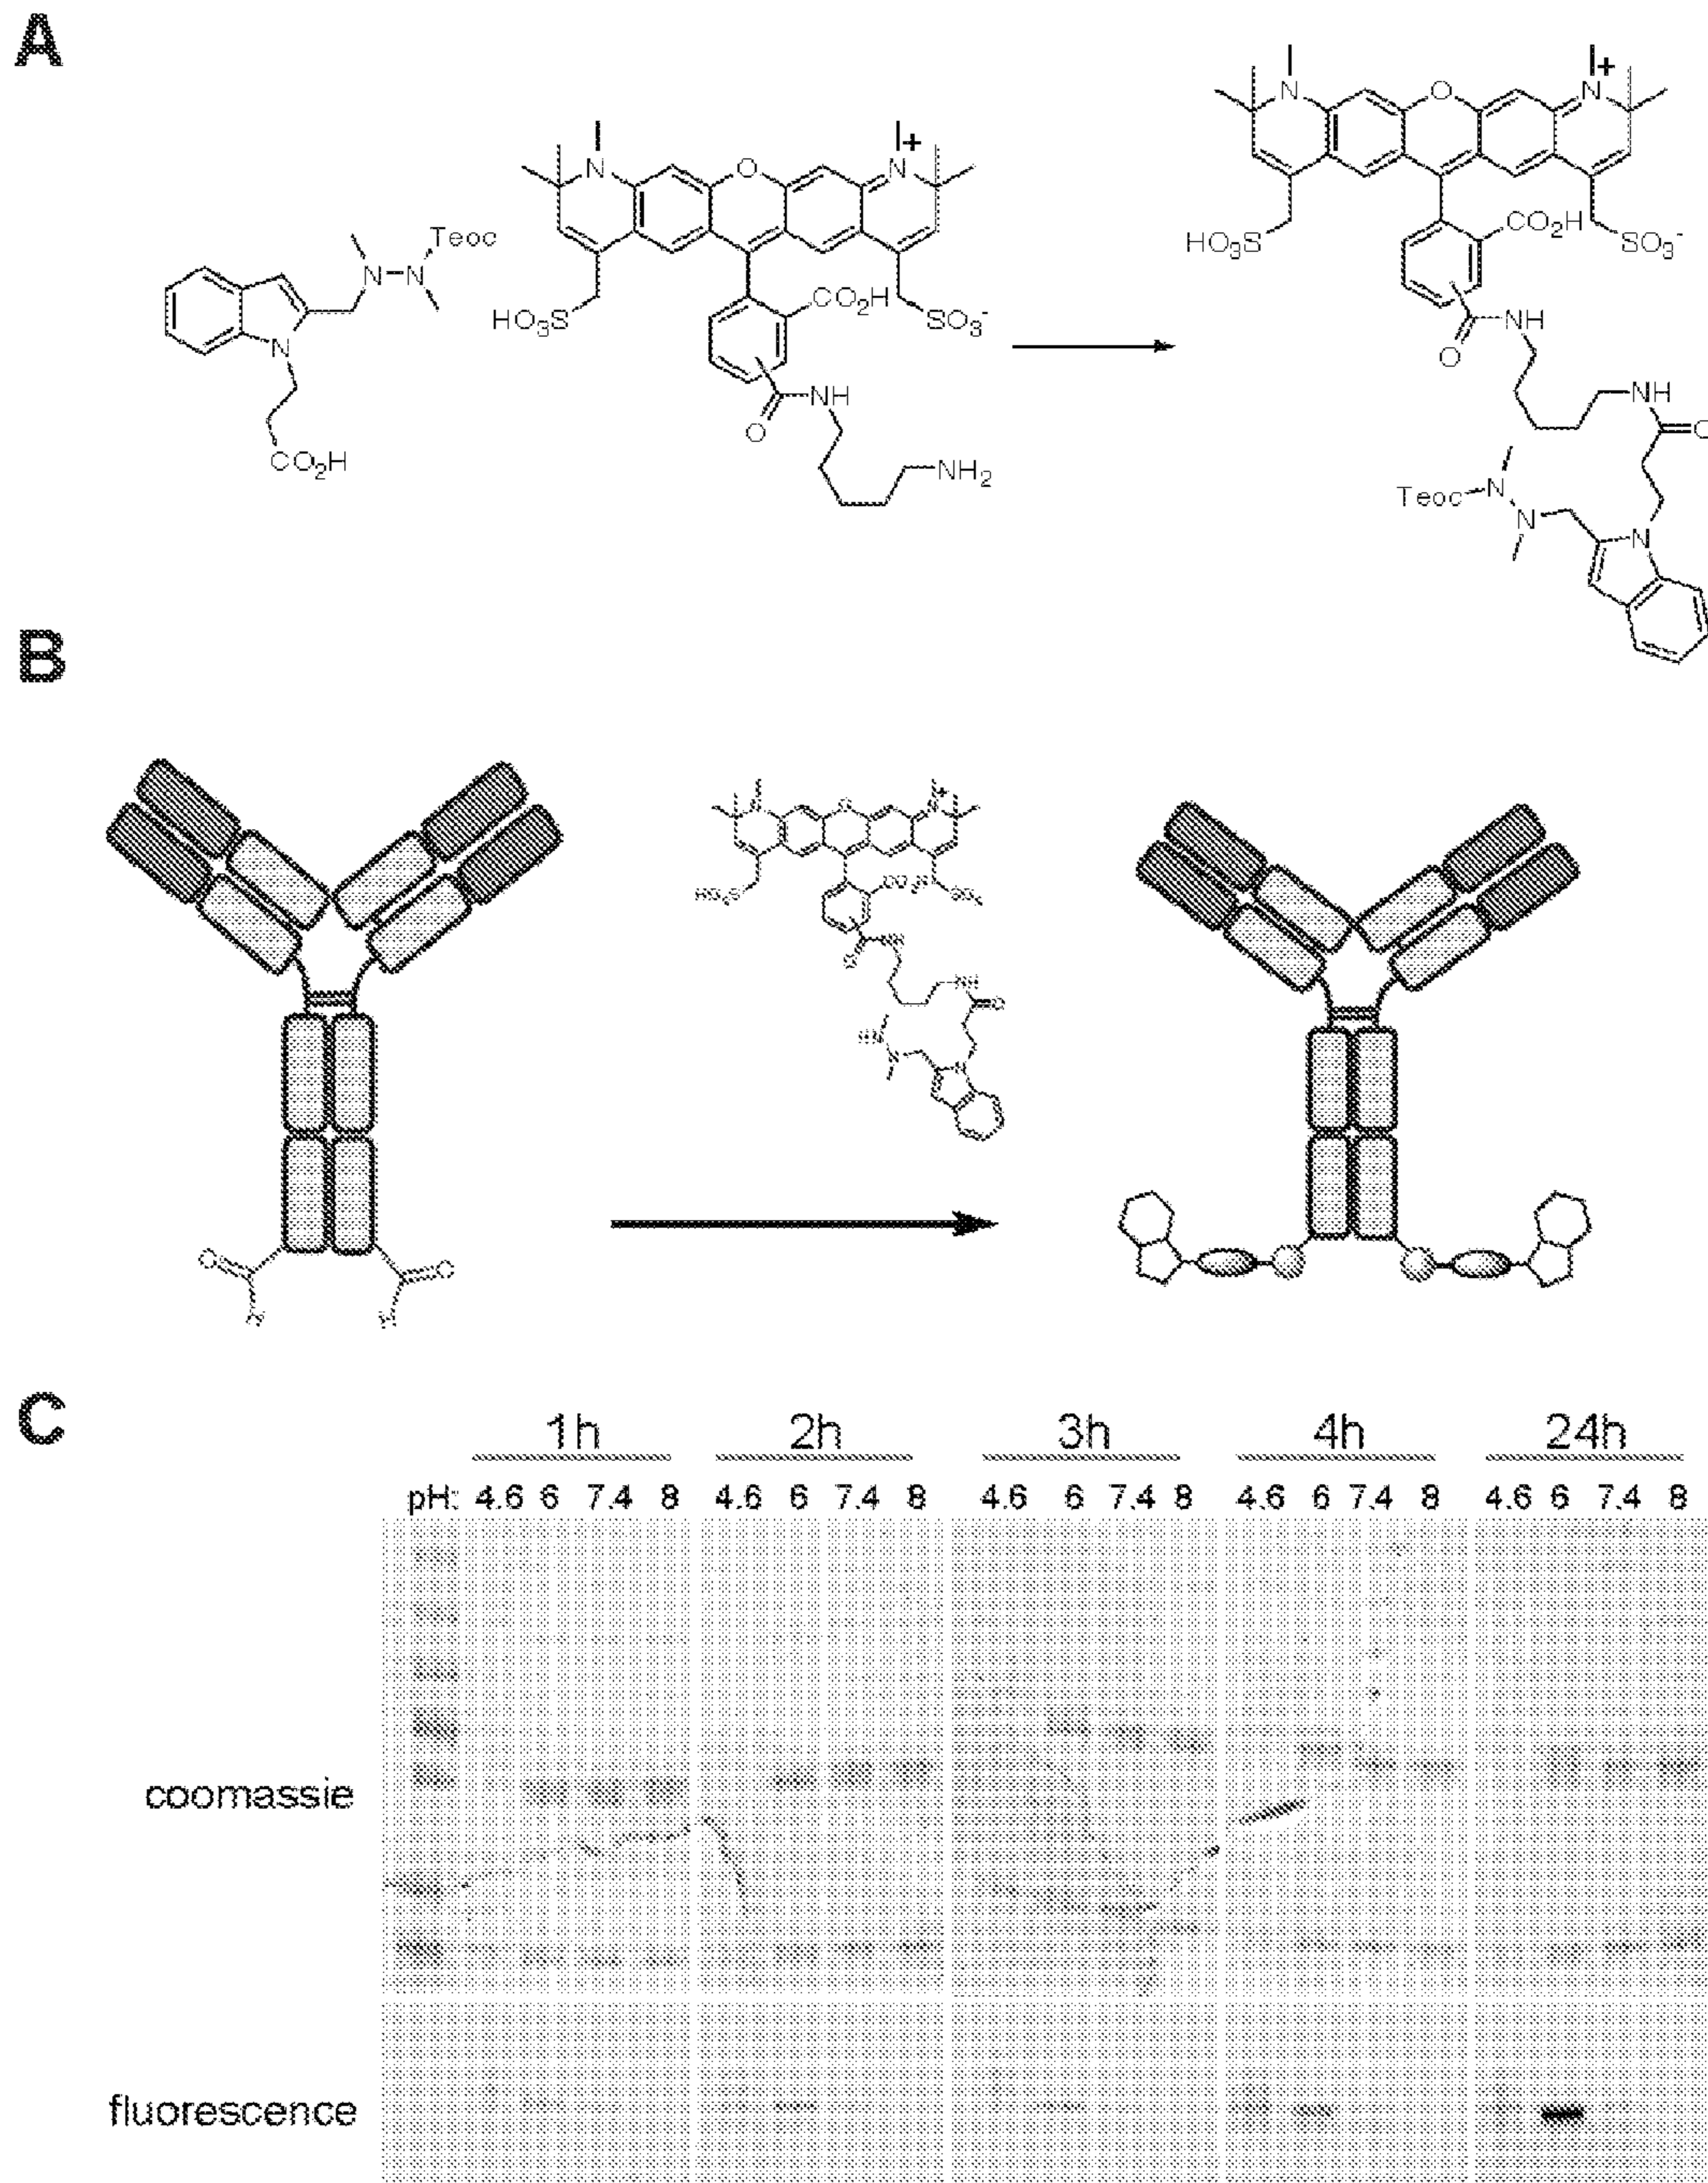 A
N
O
N
+
HO₃S
CO₂H
SO₃⁻
O
NH
NH
O
Teoc
N
N
N
Teoc
N
N
N
CO₂H
N
O
N
+
HO₃S
CO₂H
SO₃⁻
O
NH
NH₂
B
O
O
H
H
C
1h 2h 3h 4h 24h
pH: 4.6 6 7.4 8 4.6 6 7.4 8 4.6 6 7.4 8 4.6 6 7.4 8 4.6 6 7.4 8
coomassie
fluorescence